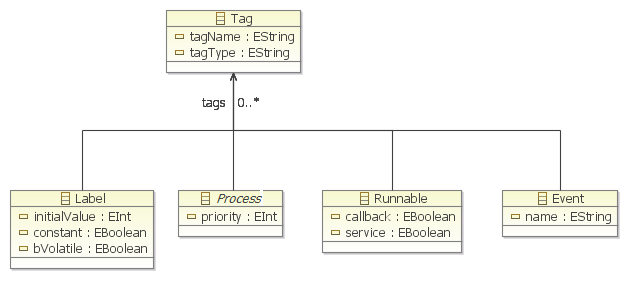 Tag
tagName : EString
tagType : EString
tags 0..*
Label
initialValue : EInt
constant : EBoolean
bVolatile : EBoolean
Process
priority : EInt
Runnable
callback : EBoolean
service : EBoolean
Event
name : EString